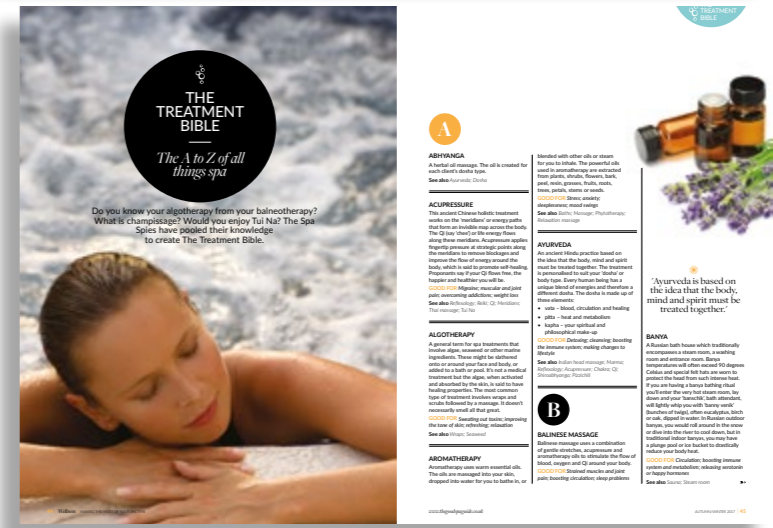 THE
TREATMENT
BIBLE
The A to Z of all
things spa
Do you know your algotherapy from your balneotherapy?
What is champissage? Would you enjoy Tui Na? The Spa
Spies have pooled their knowledge
to create The Treatment Bible.
TREATMENT
BIBLE
A
ABHYANGA
A herbal oil massage. The oil is created for
each client's dosha type.
See also Ayurveda; Dosha
ACUPRESSURE
This ancient Chinese holistic treatment
works on the 'meridians' or energy paths
that form an invisible map across the body.
The Qi (say 'chee') or life energy flows
along these meridians. Acupressure applies
fingertip pressure at strategic points along
the meridians to remove blockages and
improve the flow of energy around the
body, which is said to promote self-healing.
Proponants say if your Qi flows free, the
happier and healthier you will be.
GOOD FOR Migraine; muscular and joint
pain; overcoming addictions; weight loss
See also Reflexology; Reiki; Qi; Meridians;
Thai massage; Tui Na
ALGOTHERAPY
A general term for spa treatments that
involve algae, seaweed or other marine
ingredients. These might be slathered
onto or around your face and body, or
added to a bath or pool. It's not a medical
treatment but the algae, when activated
and absorbed by the skin, is said to have
healing properties. The most common
type of treatment involves wraps and
scrubs followed by a massage. It doesn't
necessarily smell all that great.
GOOD FOR Sweating out toxins; improving
the tone of skin; refreshing; relaxation
See also Wraps; Seaweed
AROMATHERAPY
Aromatherapy uses warm essential oils.
The oils are massaged into your skin,
dropped into water for you to bathe in, or
blended with other oils or steam
for you to inhale. The powerful oils
used in aromatherapy are extracted
from plants, shrubs, flowers, bark,
peel, resin, grasses, fruits, roots,
trees, petals, stems or seeds.
GOOD FOR Stress; anxiety;
sleeplessness; mood swings
See also Baths; Massage; Phytotherapy;
Relaxation massage
AYURVEDA
An ancient Hindu practice based on
the idea that the body, mind and spirit
must be treated together. The treatment
is personalised to suit your 'dosha' or
body type. Every human being has a
unique blend of energies and therefore a
different dosha. The dosha is made up of
three elements:
• vata – blood, circulation and healing
• pitta – heat and metabolism
• kapha – your spiritual and
philosophical make-up
GOOD FOR Detoxing; cleansing; boosting
the immune system; making changes to
lifestyle
See also Indian head massage; Marma;
Reflexology; Acupressure; Chakra; Qi;
Shiroabhyanga; Pizzichil
B
BALINESE MASSAGE
Balinese massage uses a combination
of gentle stretches, acupressure and
aromatherapy oils to stimulate the flow of
blood, oxygen and Qi around your body.
GOOD FOR Strained muscles and joint
pain; boosting circulation; sleep problems
'Ayurveda is based on
the idea that the body,
mind and spirit must be
treated together.'
BANYA
A Russian bath house which traditionally
encompasses a steam room, a washing
room and entrance room. Banya
temperatures will often exceed 90 degrees
Celsius and special felt hats are worn to
protect the head from such intense heat.
If you are having a banya bathing ritual
you'll enter the very hot steam room, lay
down and your 'banschik', bath attendant,
will lightly whip you with 'banny venik'
(bunches of twigs), often eucalyptus, birch
or oak, dipped in water. In Russian outdoor
banyas, you would roll around in the snow
or dive into the river to cool down, but in
traditional indoor banyas, you may have
a plunge pool or ice bucket to drastically
reduce your body heat.
GOOD FOR Circulation; boosting immune
system and metabolism; releasing serotonin
or happy hormones
See also Sauna; Steam room
www.thegoodspaguide.co.uk
AUTUMN/WINTER 2017 | 43